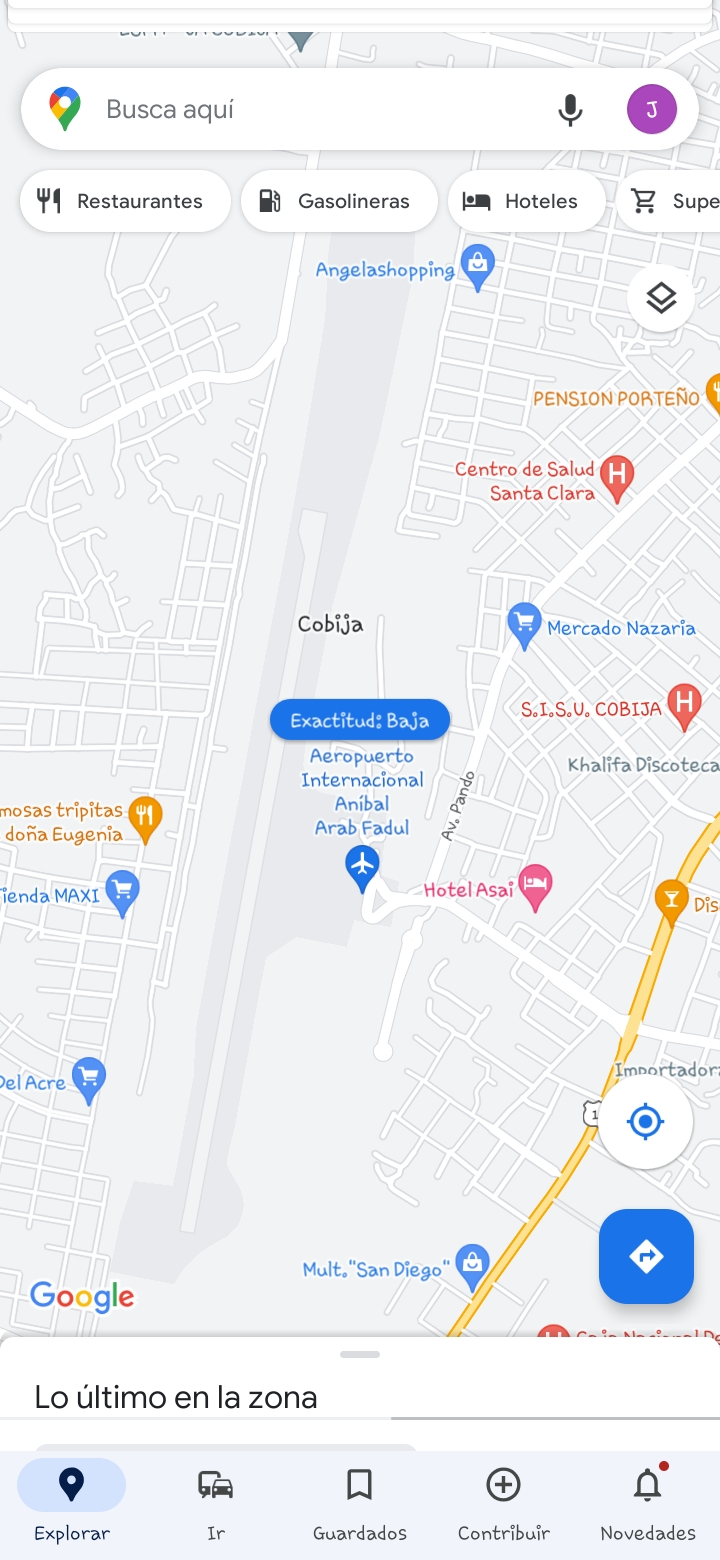 Busca aquí
J
Restaurantes
Gasolineras
Hoteles
Supe
Angelashopping
PENSION PORTEÑO
Centro de Salud
Santa Clara
Cobija
Mercado Nazaria
S.I.S.U. COBIJA
Exactitud: Baja
Aeropuerto
Internacional
Aníbal
Arab Fadul
Khalifa Discoteca
Av. Pando
mosas tripitas
doña Eugenia
Tienda MAXI
Hotel Asai
Dis
Del Acre
Importadora
1
Mult."San Diego"
Google
Lo último en la zona
Explorar
Ir
Guardados
Contribuir
Novedades